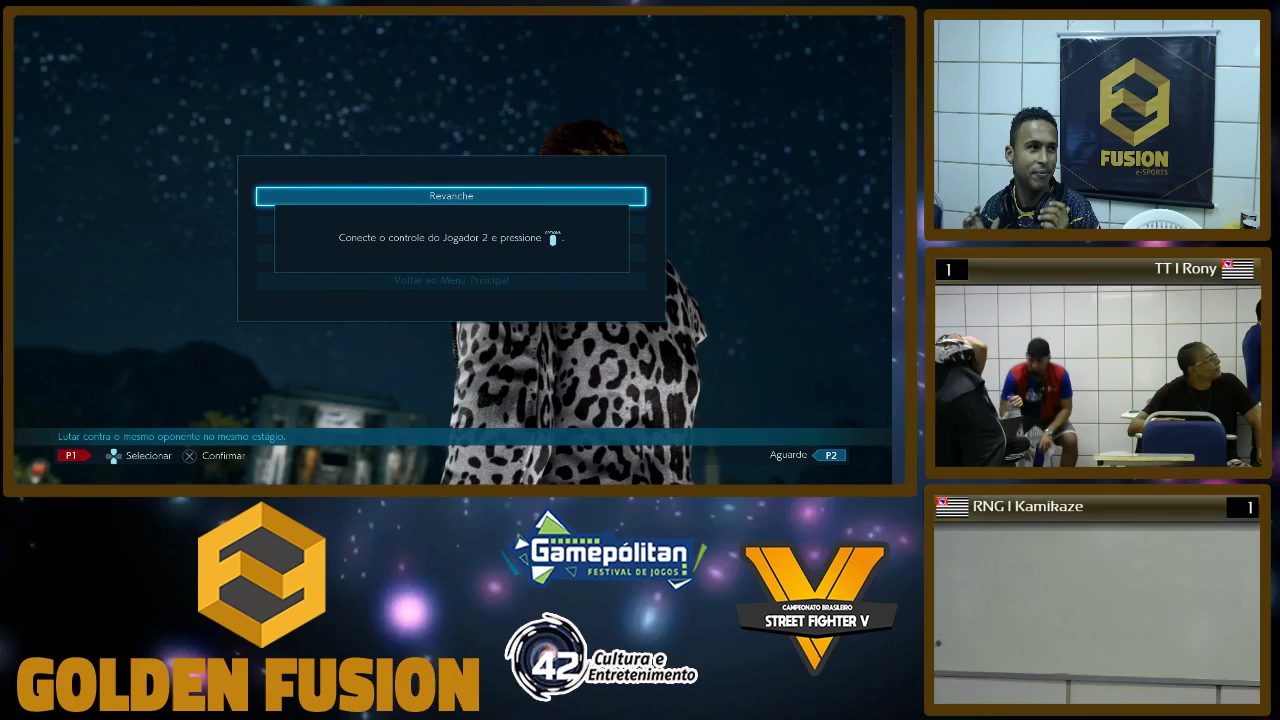 Revanche
Conecte o controle do Jogador 2 e pressione
OPTIONS
.
Voltar ao Menu Principal
Lutar contra o mesmo oponente no mesmo estágio.
P1 Selecionar Confirmar
Aguarde P2
FUSION
e-SPORTS
1 TT I Rony
RNG I Kamikaze 1
GOLDEN FUSION
Gamepólitan
FESTIVAL DE JOGOS
42 Cultura e
Entretenimento
V
CAMPEONATO BRASILEIRO
STREET FIGHTER V